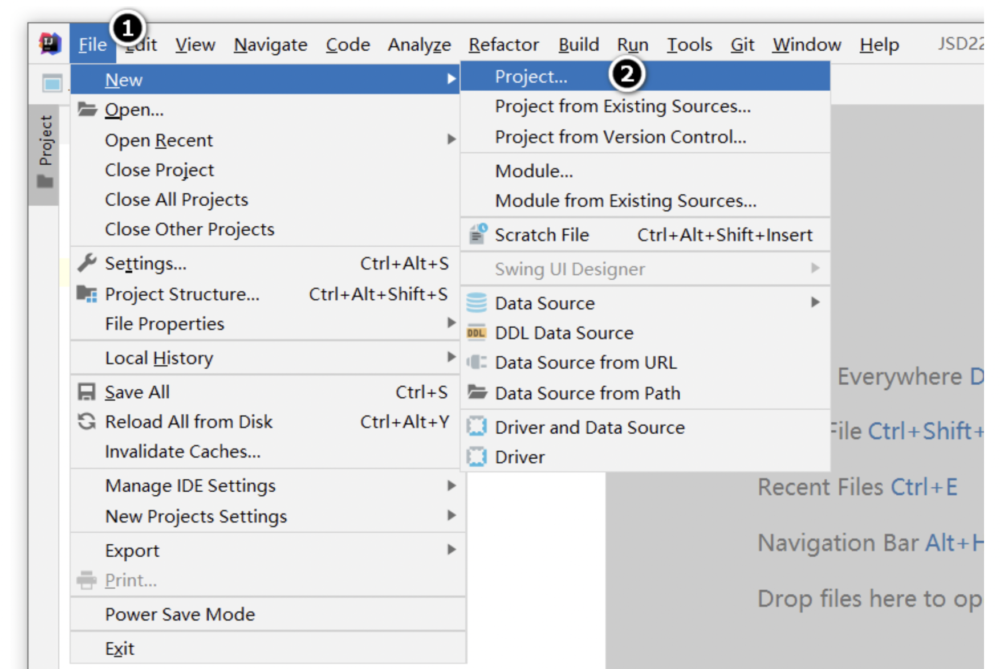 File Edit View Navigate Code Analyze Refactor Build Run Tools Git Window Help JSD22
1
2
Project
New
Open...
Open Recent
Close Project
Close All Projects
Close Other Projects
Settings... Ctrl+Alt+S
Project Structure... Ctrl+Alt+Shift+S
File Properties
Local History
Save All Ctrl+S
Reload All from Disk Ctrl+Alt+Y
Invalidate Caches...
Manage IDE Settings
New Projects Settings
Export
Print...
Power Save Mode
Exit
Project...
Project from Existing Sources...
Project from Version Control...
Module...
Module from Existing Sources...
Scratch File Ctrl+Alt+Shift+Insert
Swing UI Designer
Data Source
DDL DDL Data Source
Data Source from URL
Data Source from Path
Driver and Data Source
Driver
Everywhere D
File Ctrl+Shift+
Recent Files Ctrl+E
Navigation Bar Alt+H
Drop files here to op